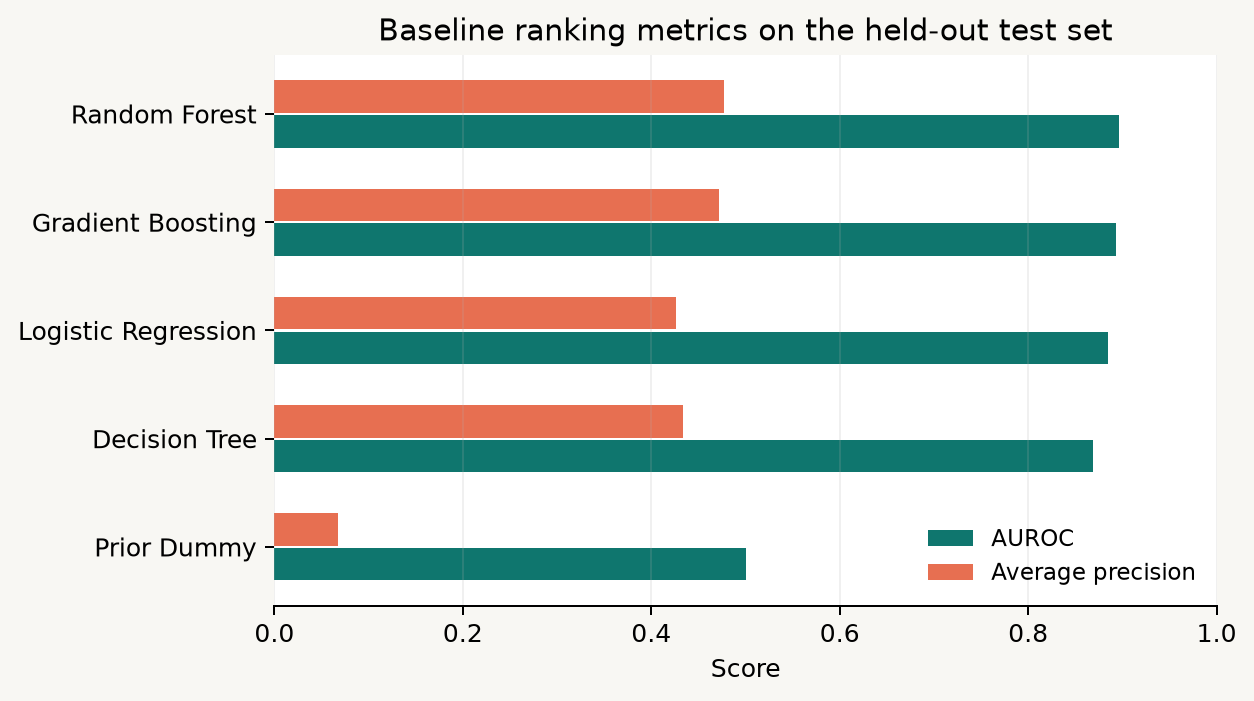 Baseline ranking metrics on the held-out test set
Random Forest
Gradient Boosting
Logistic Regression
Decision Tree
Prior Dummy
AUROC
Average precision
0.0 0.2 0.4 0.6 0.8 1.0
Score